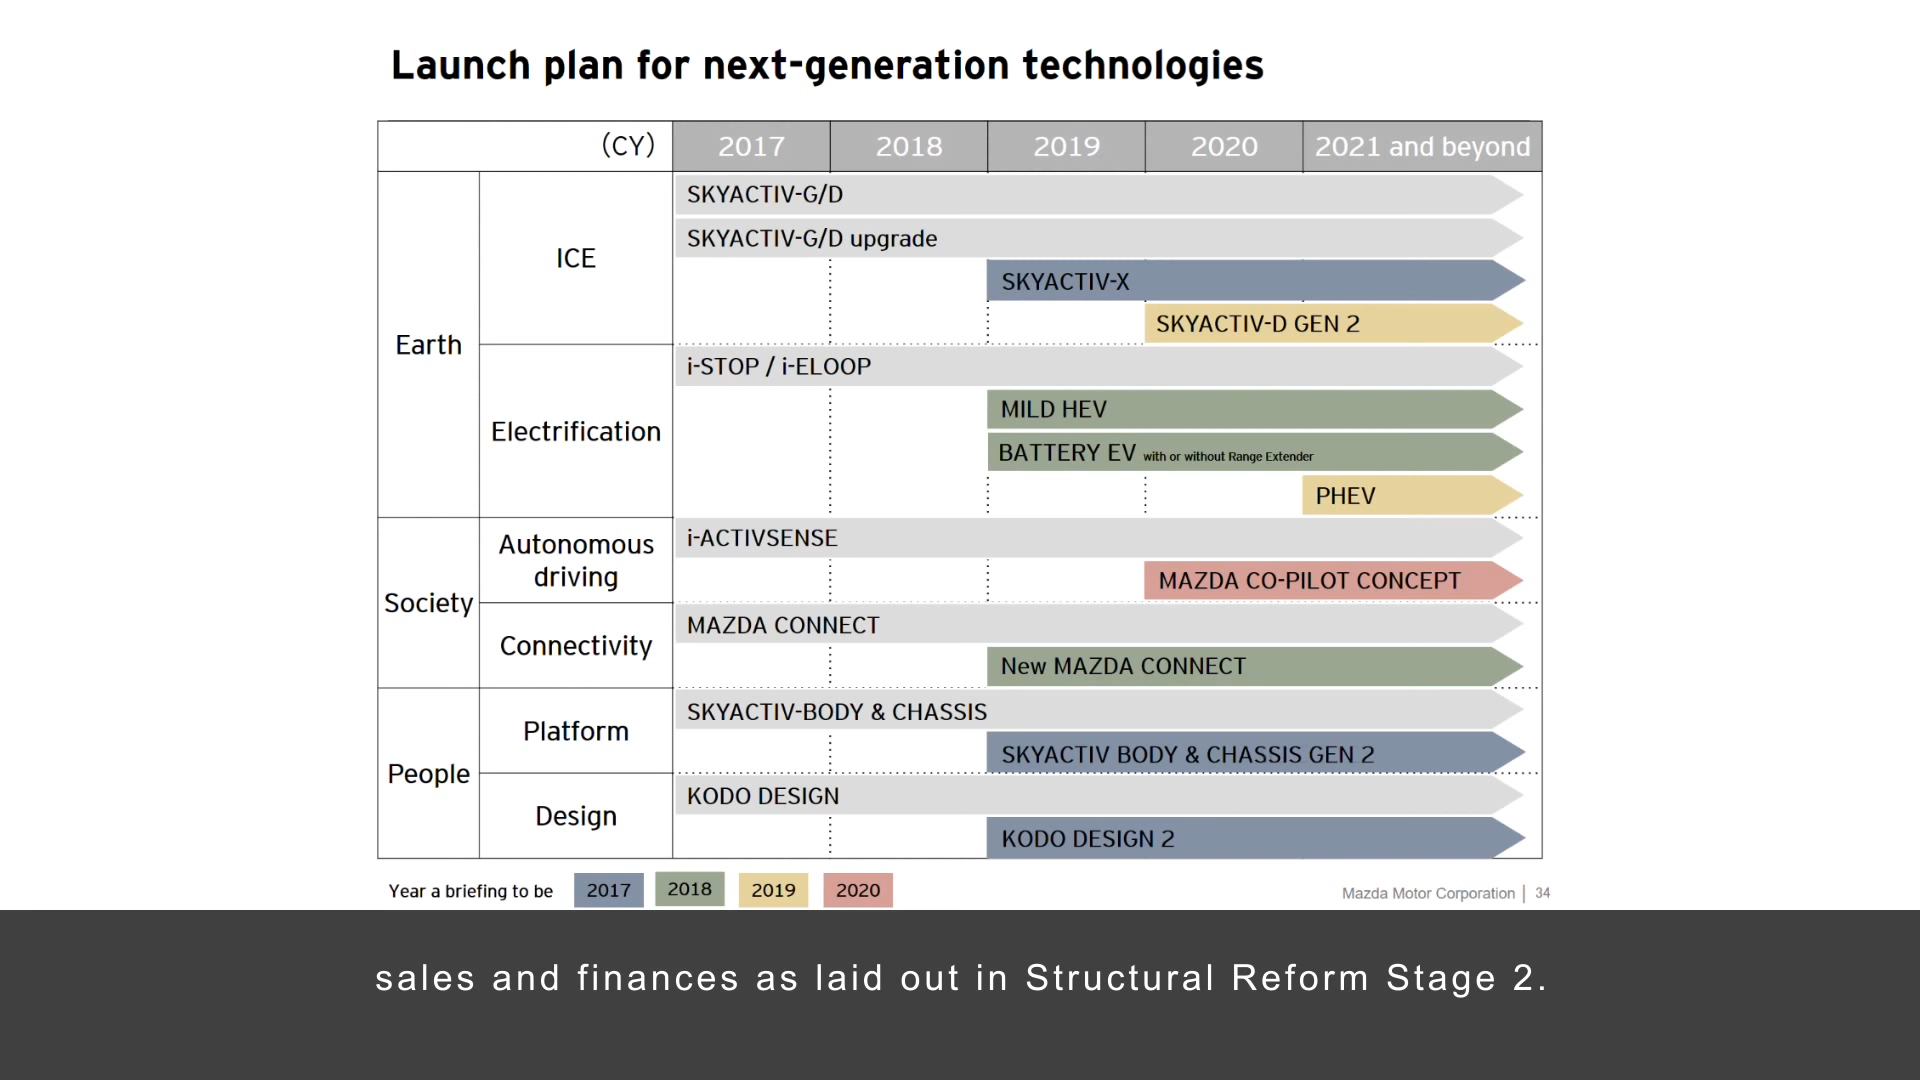 Launch plan for next-generation technologies
(CY) 2017 2018 2019 2020 2021 and beyond
Earth
ICE
SKYACTIV-G/D
SKYACTIV-G/D upgrade
SKYACTIV-X
SKYACTIV-D GEN 2
Electrification
i-STOP / i-ELOOP
MILD HEV
BATTERY EV with or without Range Extender
PHEV
Society
Autonomous
driving
i-ACTIVSENSE
MAZDA CO-PILOT CONCEPT
Connectivity
MAZDA CONNECT
New MAZDA CONNECT
People
Platform
SKYACTIV-BODY & CHASSIS
SKYACTIV BODY & CHASSIS GEN 2
Design
KODO DESIGN
KODO DESIGN 2
Year a briefing to be 2017 2018 2019 2020
Mazda Motor Corporation | 34
sales and finances as laid out in Structural Reform Stage 2.